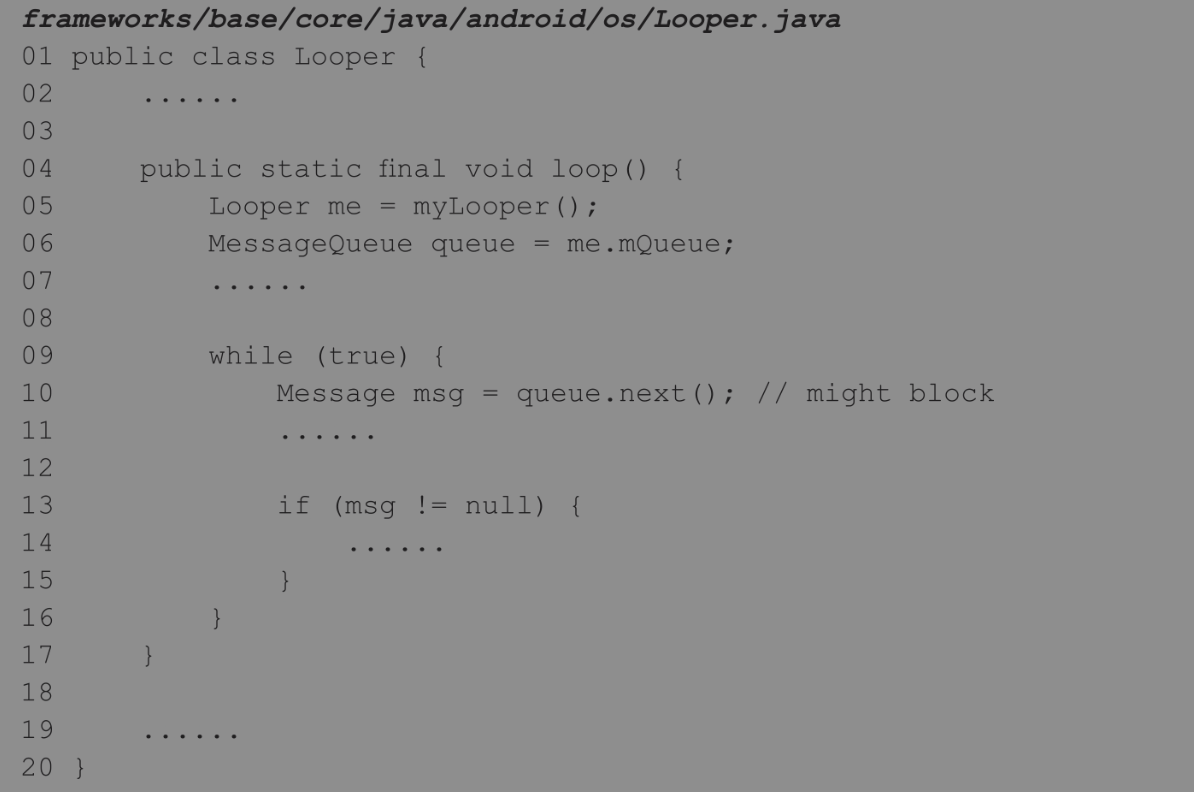 frameworks/base/core/java/android/os/Looper.java
01 public class Looper {
02     ......
03
04     public static final void loop() {
05         Looper me = myLooper();
06         MessageQueue queue = me.mQueue;
07         ......
08
09         while (true) {
10             Message msg = queue.next(); // might block
11             ......
12
13             if (msg != null) {
14                 ......
15             }
16         }
17     }
18
19     ......
20 }